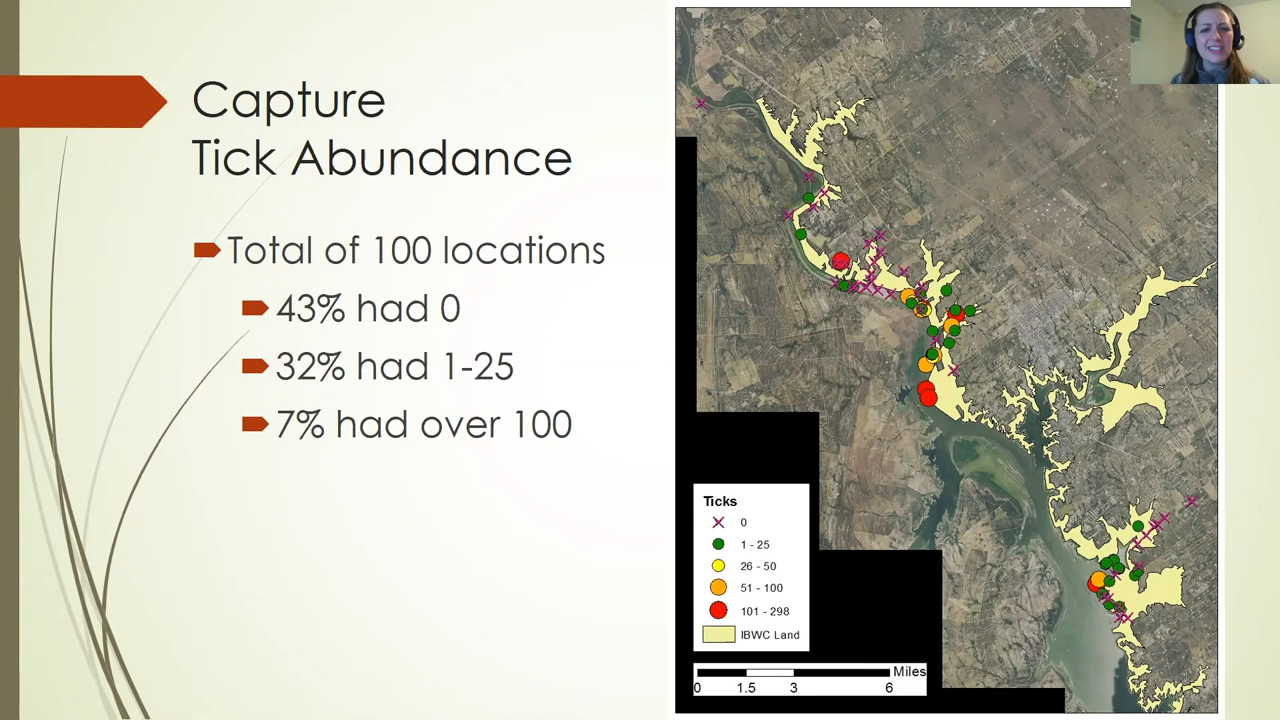 Capture
Tick Abundance
Total of 100 locations
43% had 0
32% had 1-25
7% had over 100
Ticks
0
1 - 25
26 - 50
51 - 100
101 - 298
IBWC Land
Miles
0 1.5 3 6